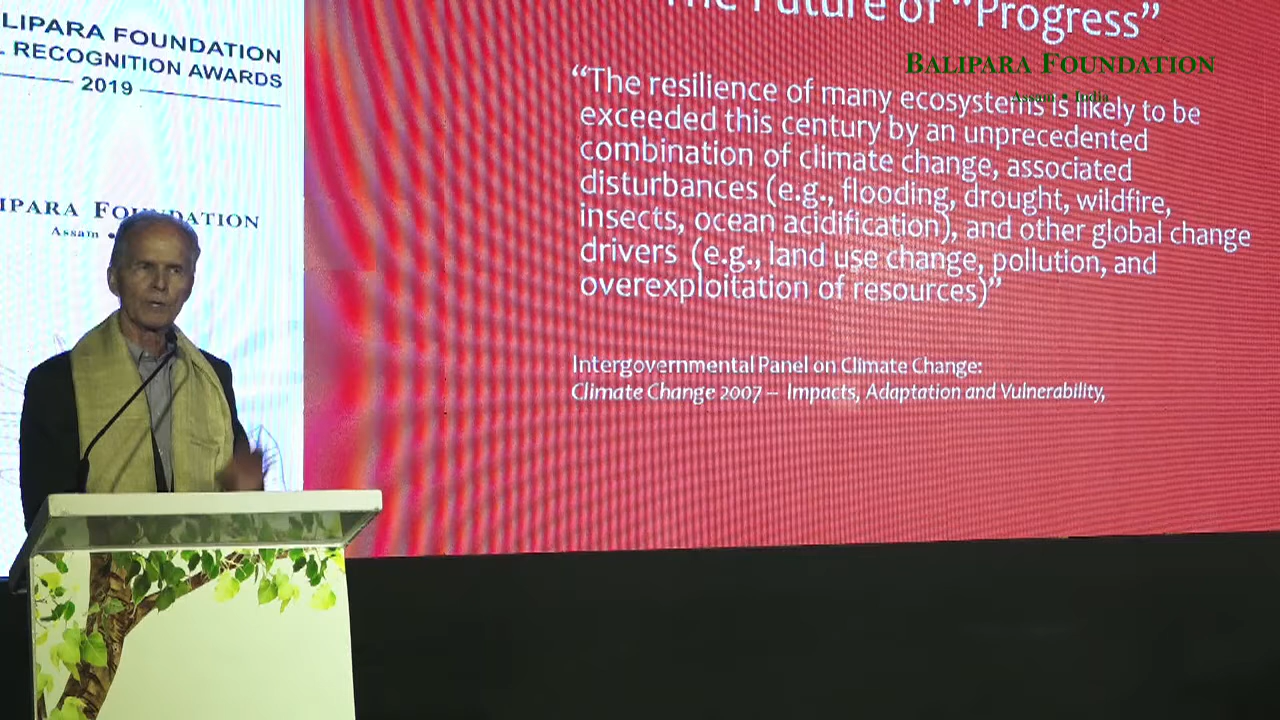 LIPARA FOUNDATION
L RECOGNITION AWARDS
2019
IPARA FOUNDATION
Assam •
The Future of “Progress”
BALIPARA FOUNDATION
Assam • India
“The resilience of many ecosystems is likely to be
exceeded this century by an unprecedented
combination of climate change, associated
disturbances (e.g., flooding, drought, wildfire,
insects, ocean acidification), and other global change
drivers (e.g., land use change, pollution, and
overexploitation of resources)”
Intergovernmental Panel on Climate Change:
Climate Change 2007 – Impacts, Adaptation and Vulnerability,